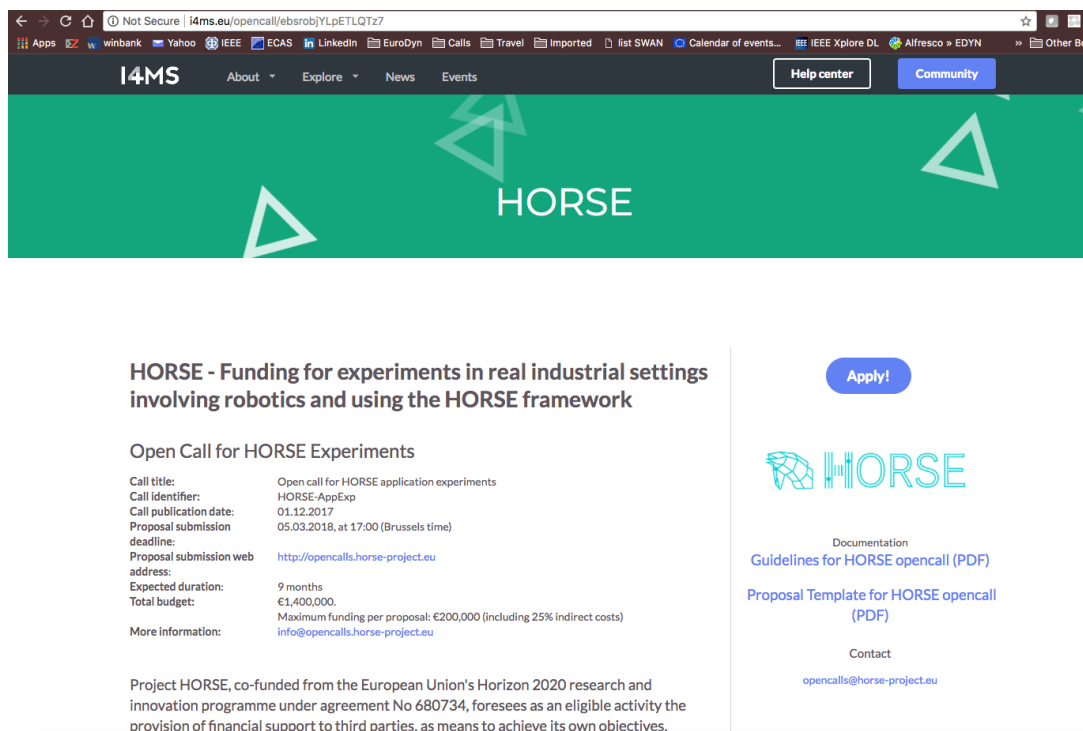 Not Secure | i4ms.eu/opencall/ebsrobjYLpETLQTz7
Apps winbank Yahoo IEEE ECAS LinkedIn EuroDyn Calls Travel Imported list SWAN Calendar of events... IEEE Xplore DL Alfresco » EDYN » Other Bo
I4MS About Explore News Events Help center Community
HORSE
HORSE - Funding for experiments in real industrial settings
involving robotics and using the HORSE framework
Open Call for HORSE Experiments
Call title: Open call for HORSE application experiments
Call identifier: HORSE-AppExp
Call publication date: 01.12.2017
Proposal submission 05.03.2018, at 17:00 (Brussels time)
deadline:
Proposal submission web http://opencalls.horse-project.eu
address:
Expected duration: 9 months
Total budget: €1,400,000.
Maximum funding per proposal: €200,000 (including 25% indirect costs)
More information: info@opencalls.horse-project.eu
Project HORSE, co-funded from the European Union's Horizon 2020 research and
innovation programme under agreement No 680734, foresees as an eligible activity the
provision of financial support to third parties, as means to achieve its own objectives.
Apply!
HORSE
Documentation
Guidelines for HORSE opencall (PDF)
Proposal Template for HORSE opencall
(PDF)
Contact
opencalls@horse-project.eu